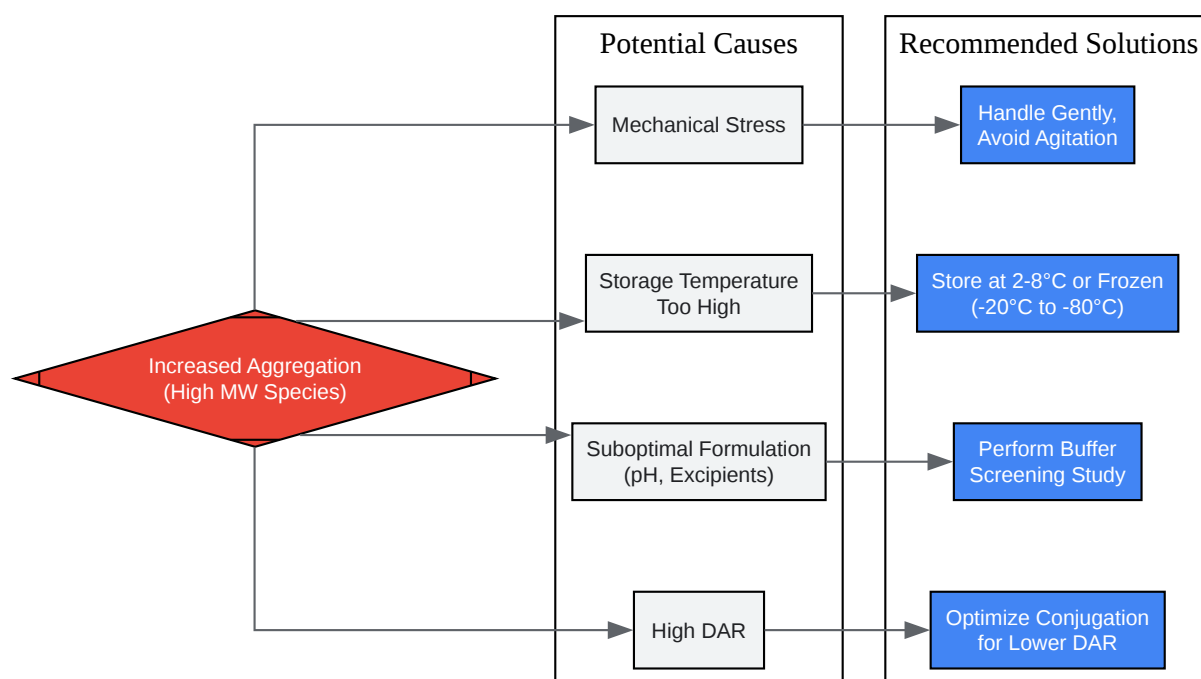 Potential Causes
Recommended Solutions
Mechanical Stress
Handle Gently,
Avoid Agitation
Storage Temperature
Too High
Store at 2-8°C or Frozen
(-20°C to -80°C)
Increased Aggregation
(High MW Species)
Suboptimal Formulation
(pH, Excipients)
Perform Buffer
Screening Study
High DAR
Optimize Conjugation
for Lower DAR